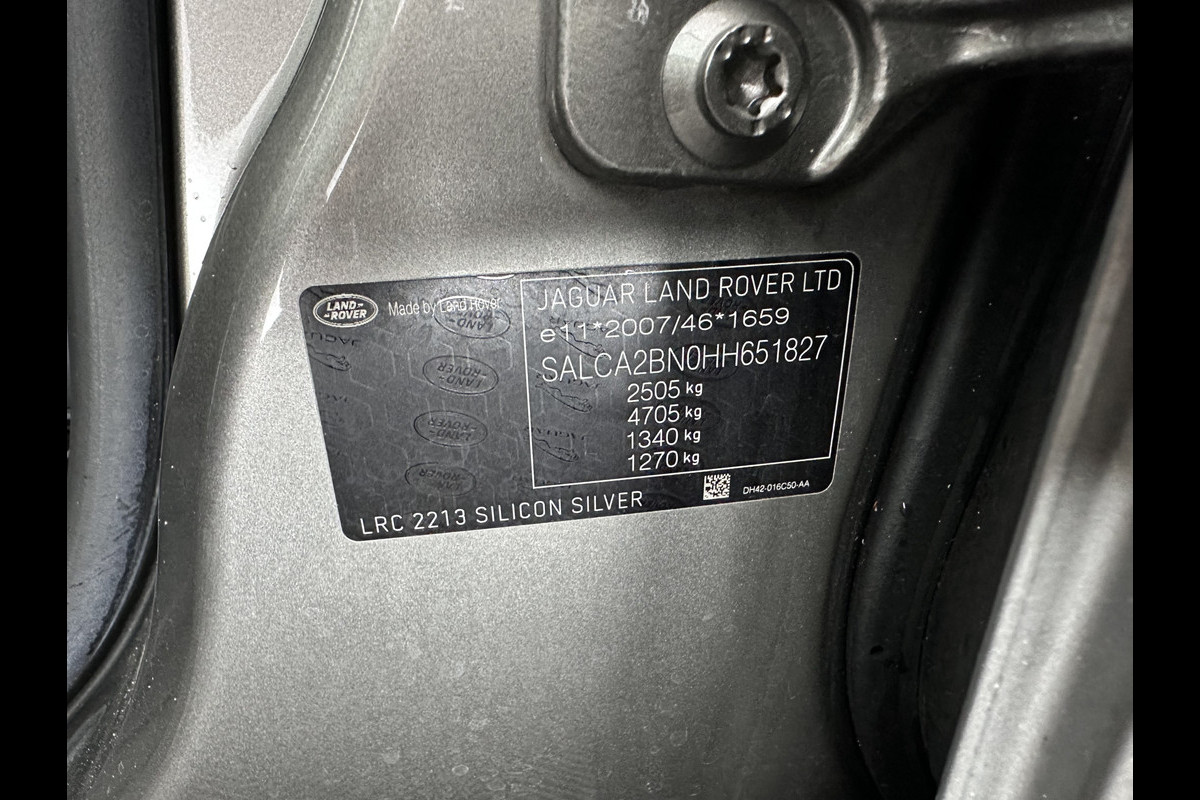 LAND-
-ROVER
Made by Land Rover
JAGUAR LAND ROVER LTD
e11*2007/46*1659
SALCA2BN0HH651827
2505 kg
4705 kg
1340 kg
1270 kg
DH42-016C50-AA
LRC 2213 SILICON SILVER